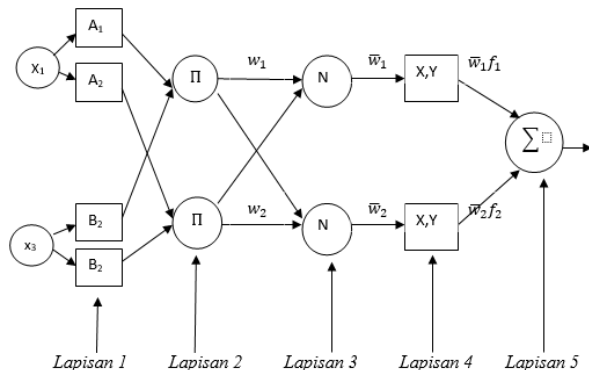 A₁
X₁
A₂
Π w₁ N w̅₁ X,Y w̅₁f₁
∑
B₂
x₃
B₂
Π w₂ N w̅₂ X,Y w̅₂f₂
Lapisan 1 Lapisan 2 Lapisan 3 Lapisan 4 Lapisan 5